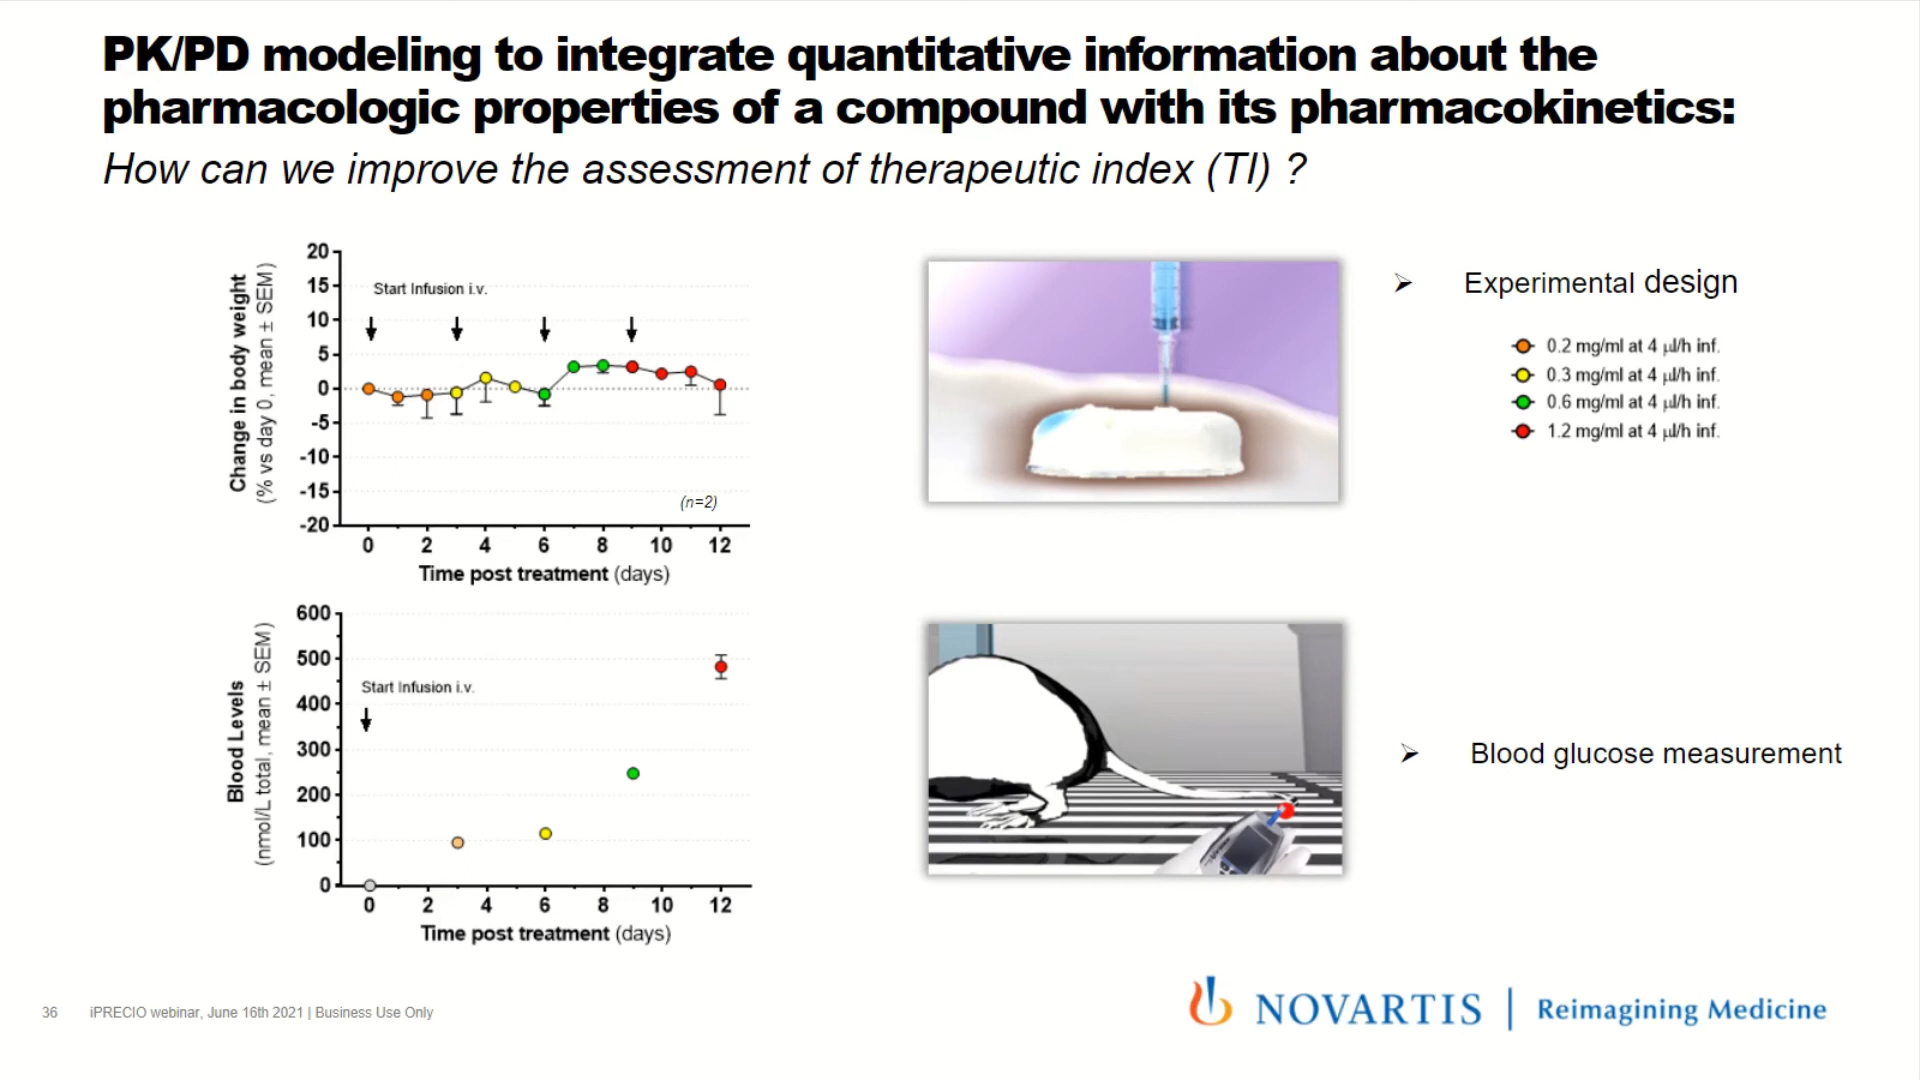 PK/PD modeling to integrate quantitative information about the
pharmacologic properties of a compound with its pharmacokinetics:
How can we improve the assessment of therapeutic index (TI) ?
Change in body weight
(% vs day 0, mean ± SEM)
20
15
10
5
0
-5
-10
-15
-20
Start Infusion i.v.
(n=2)
0 2 4 6 8 10 12
Time post treatment (days)
➢ Experimental design
0.2 mg/ml at 4 µl/h inf.
0.3 mg/ml at 4 µl/h inf.
0.6 mg/ml at 4 µl/h inf.
1.2 mg/ml at 4 µl/h inf.
Blood Levels
(nmol/L total, mean ± SEM)
600
500
400
300
200
100
0
Start Infusion i.v.
0 2 4 6 8 10 12
Time post treatment (days)
➢ Blood glucose measurement
36 iPRECIO webinar, June 16th 2021 | Business Use Only
NOVARTIS | Reimagining Medicine